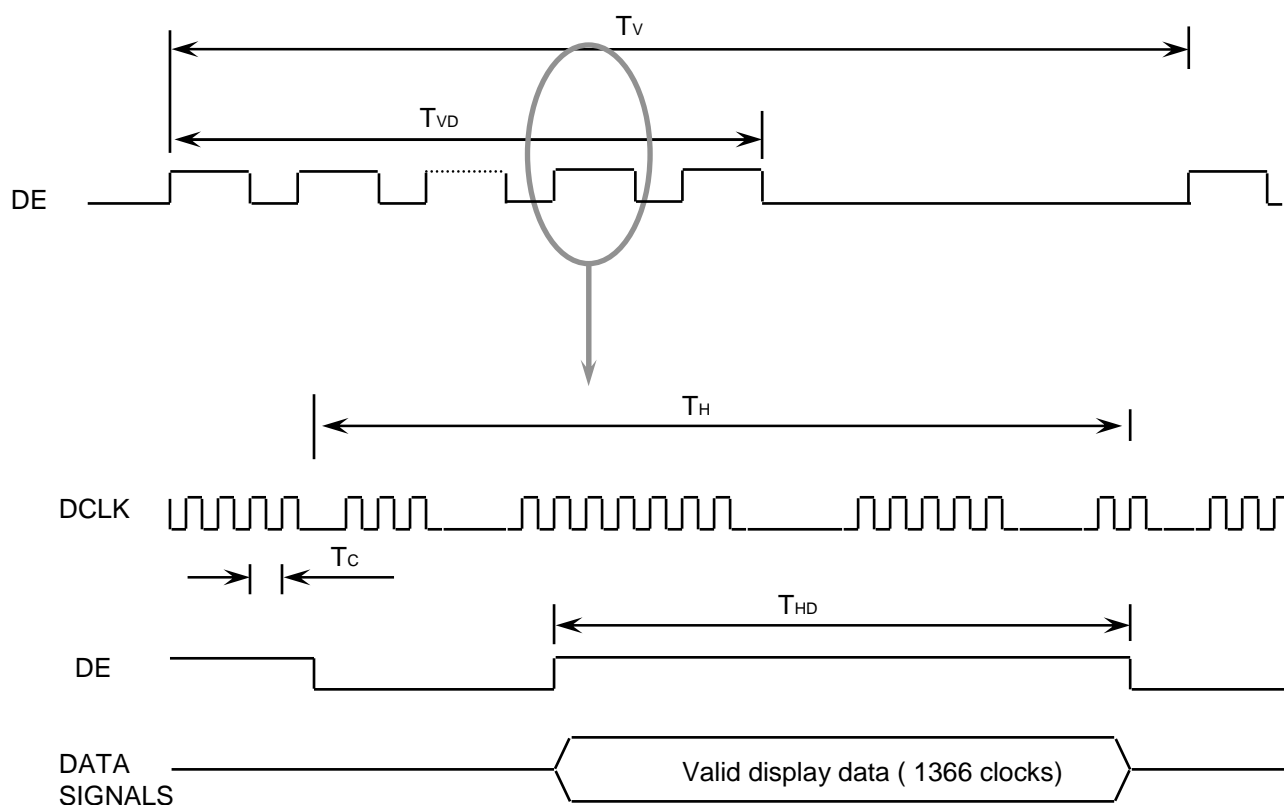 TV
TVD
DE
TH
DCLK
TC
THD
DE
DATA
SIGNALS
Valid display data ( 1366 clocks)